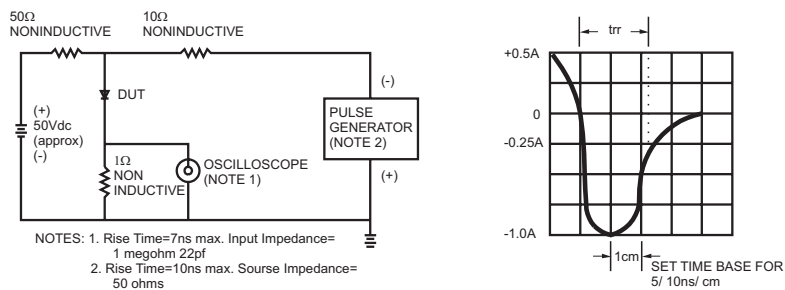 50Ω
NONINDUCTIVE
10Ω
NONINDUCTIVE
DUT
(+)
50Vdc
(approx)
(-)
1Ω
NON
INDUCTIVE
OSCILLOSCOPE
(NOTE 1)
(-)
PULSE
GENERATOR
(NOTE 2)
(+)
NOTES: 1. Rise Time=7ns max. Input Impedance=
1 megohm 22pf
2. Rise Time=10ns max. Sourse Impedance=
50 ohms
trr
+0.5A
0
-0.25A
-1.0A
1cm
SET TIME BASE FOR
5/ 10ns/ cm